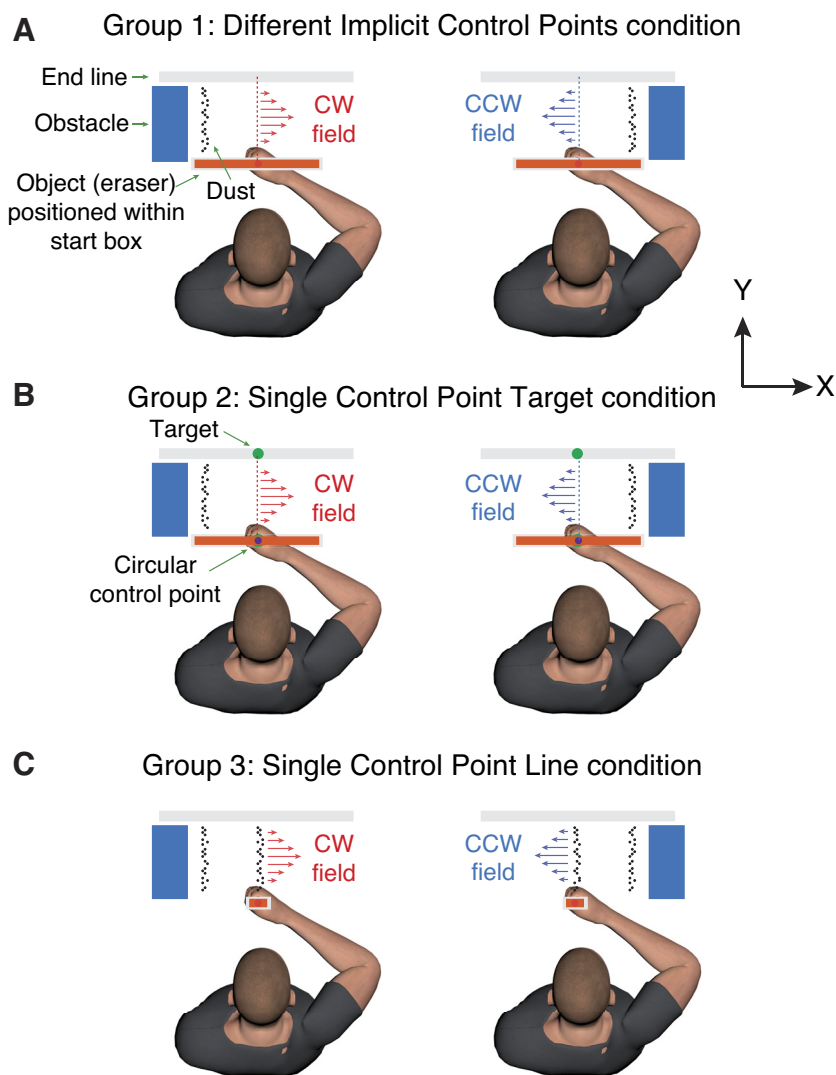 A
Group 1: Different Implicit Control Points condition
End line
Obstacle
Object (eraser)
positioned within
start box
Dust
CW
field
CCW
field
Y
X
B
Group 2: Single Control Point Target condition
Target
CW
field
CCW
field
Circular
control point
C
Group 3: Single Control Point Line condition
CW
field
CCW
field